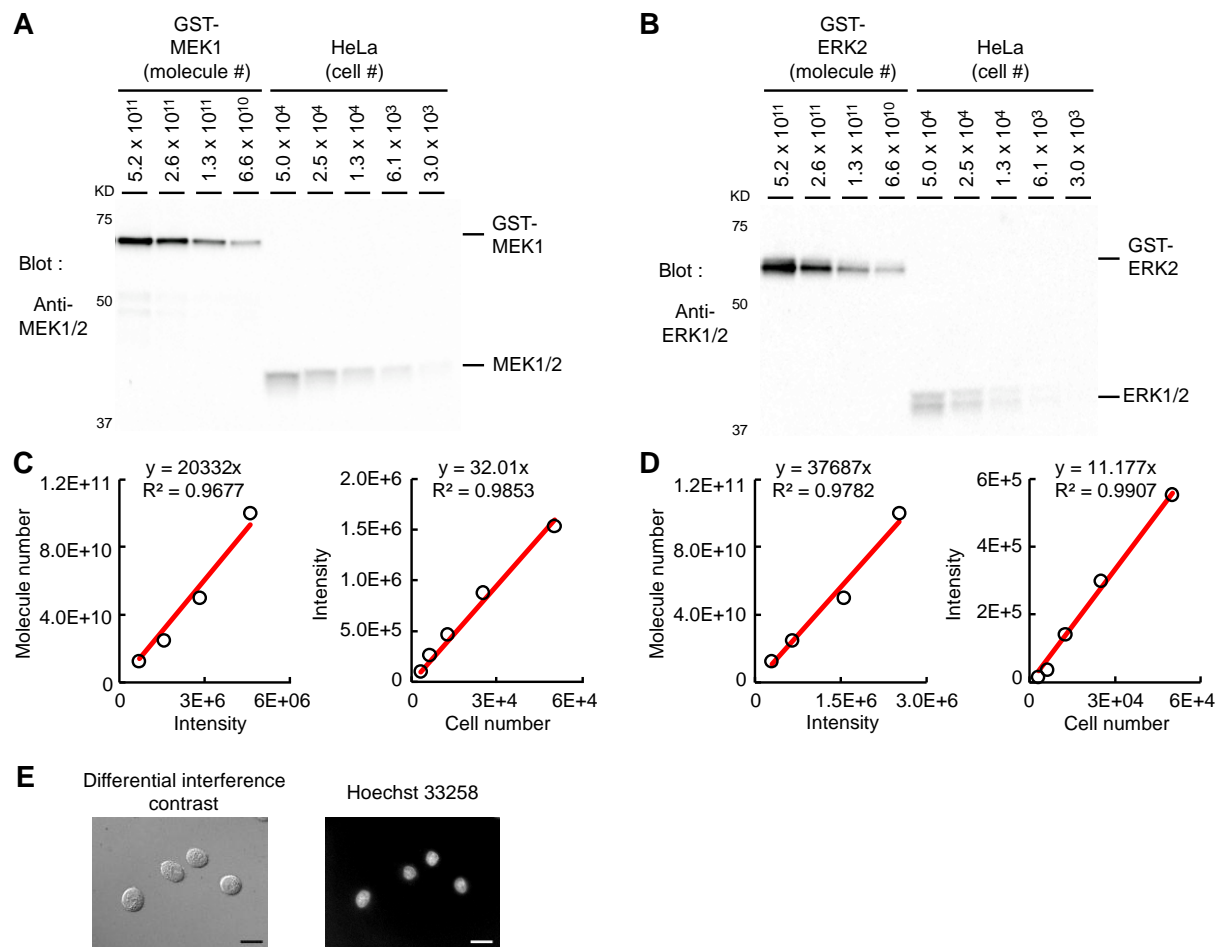 A
GST-
MEK1
(molecule #)
HeLa
(cell #)
5.2 x 10¹¹
2.6 x 10¹¹
1.3 x 10¹¹
6.6 x 10¹⁰
5.0 x 10⁴
2.5 x 10⁴
1.3 x 10⁴
6.1 x 10³
3.0 x 10³
KD
75
50
37
Blot :
Anti-
MEK1/2
GST-
MEK1
MEK1/2
B
GST-
ERK2
(molecule #)
HeLa
(cell #)
5.2 x 10¹¹
2.6 x 10¹¹
1.3 x 10¹¹
6.6 x 10¹⁰
5.0 x 10⁴
2.5 x 10⁴
1.3 x 10⁴
6.1 x 10³
3.0 x 10³
KD
75
50
37
Blot :
Anti-
ERK1/2
GST-
ERK2
ERK1/2
C
y = 20332x
R² = 0.9677
1.2E+11
8.0E+10
4.0E+10
0
Molecule number
0
3E+6
6E+06
Intensity
y = 32.01x
R² = 0.9853
2.0E+6
1.5E+6
1.0E+6
5.0E+5
0
Intensity
0
3E+4
6E+4
Cell number
D
y = 37687x
R² = 0.9782
1.2E+11
8.0E+10
4.0E+10
0
Molecule number
0
1.5E+6
3.0E+6
Intensity
y = 11.177x
R² = 0.9907
6E+5
4E+5
2E+5
0
Intensity
0
3E+04
6E+4
Cell number
E
Differential interference
contrast
Hoechst 33258